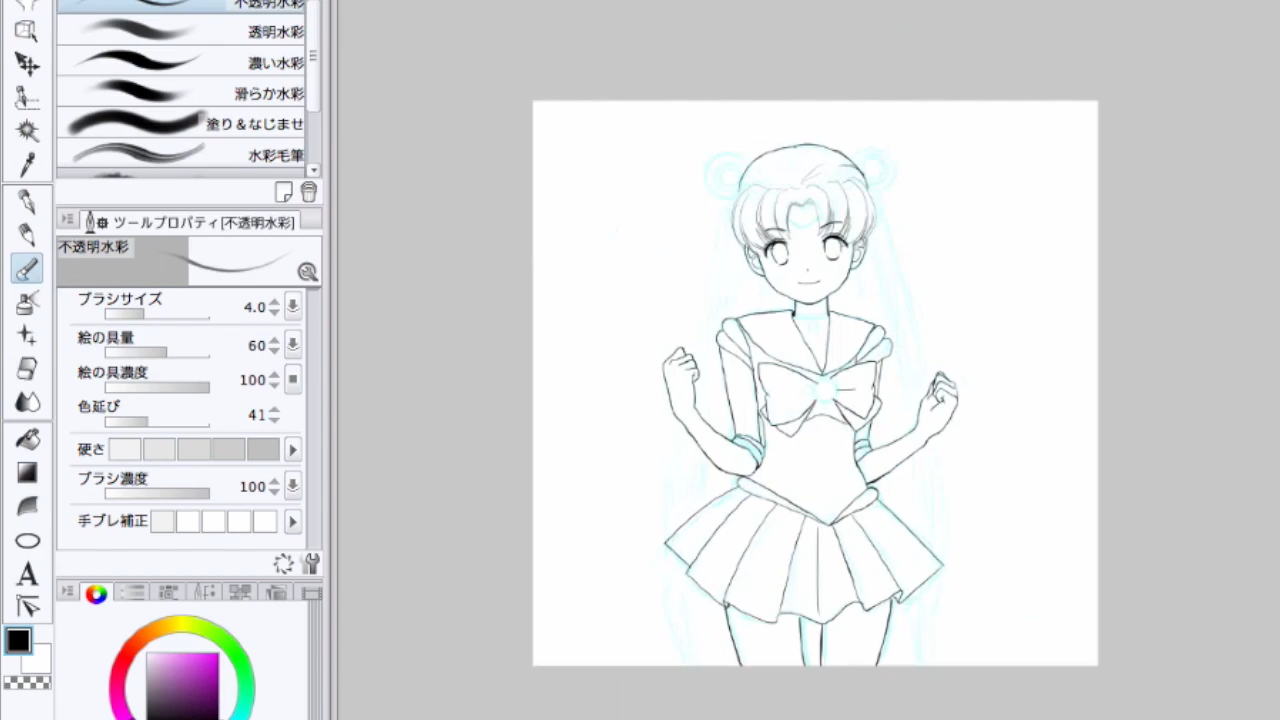 不透明水彩
透明水彩
濃い水彩
滑らか水彩
塗り＆なじませ
水彩毛筆
ツールプロパティ[不透明水彩]
不透明水彩
ブラシサイズ 4.0
絵の具量 60
絵の具濃度 100
色延び 41
硬さ
ブラシ濃度 100
手ブレ補正
A